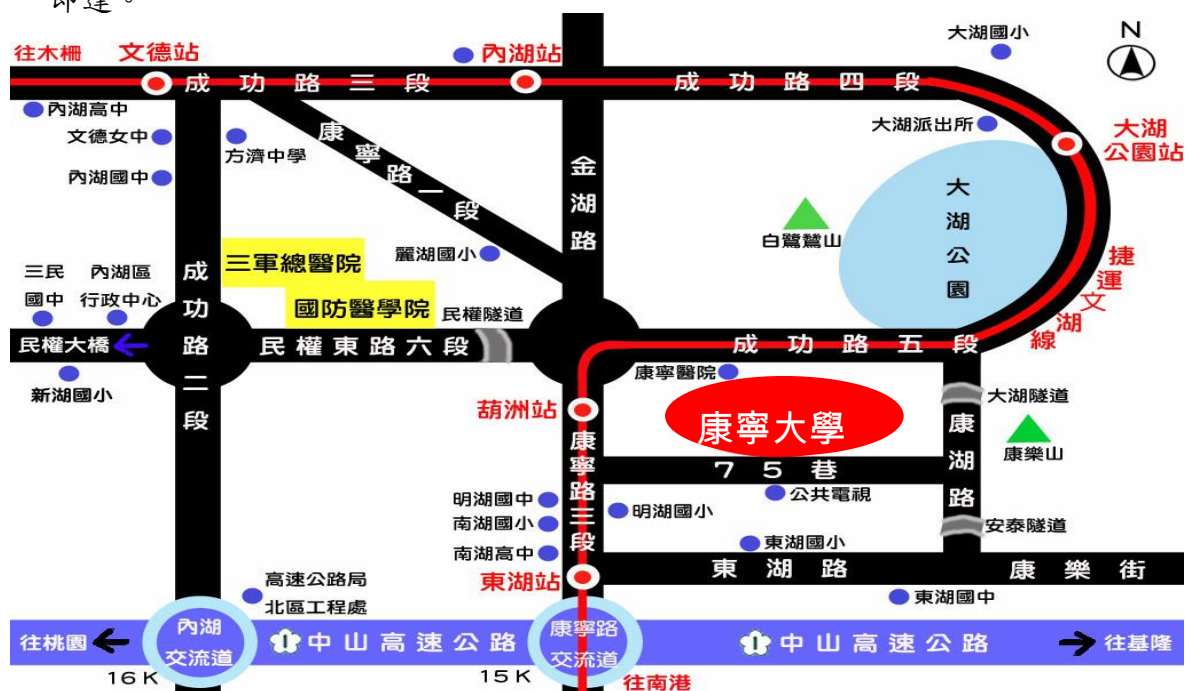 即達。
大湖國小
N
往木柵
文德站
內湖站
成功路三段
成功路四段
內湖高中
文德女中
方濟中學
內湖國中
康寧路一段
金湖路
大湖派出所
大湖
公園站
大湖公園
白鷺鷥山
麗湖國小
三軍總醫院
國防醫學院
三民
國中
內湖區
行政中心
成功路二段
民權隧道
捷運文湖線
民權大橋
民權東路六段
成功路五段
新湖國小
康寧醫院
葫洲站
康寧大學
大湖隧道
康樂山
康湖路
75巷
康寧路三段
明湖國中
公共電視
明湖國小
南湖國小
安泰隧道
南湖高中
東湖國小
東湖站
東湖路
康樂街
高速公路局
北區工程處
東湖國中
往桃園
內湖
交流道
1
中山高速公路
康寧路
交流道
1
中山高速公路
往基隆
16K
15K
往南港